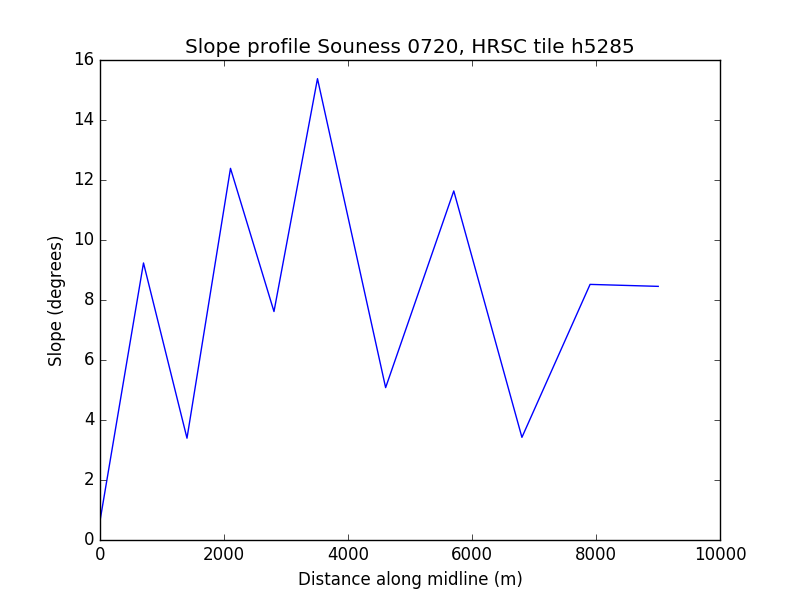 Slope profile Souness 0720, HRSC tile h5285
16
14
12
10
8
6
4
2
0
Slope (degrees)
0 2000 4000 6000 8000 10000
Distance along midline (m)